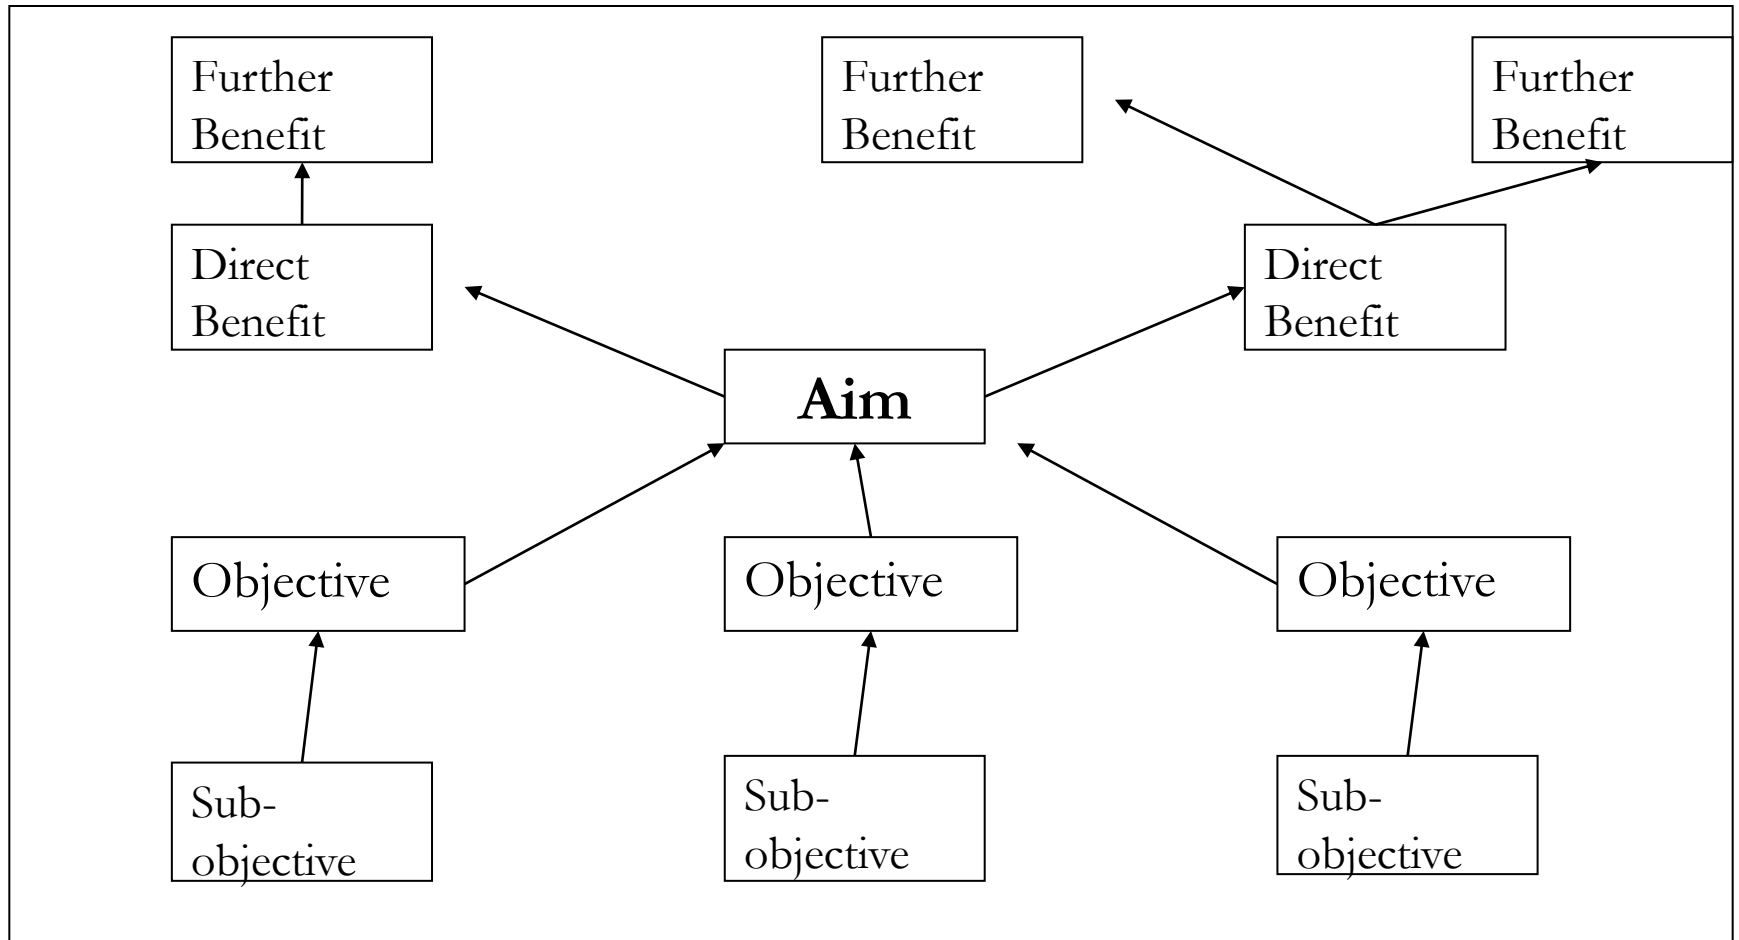 Further
Benefit
Further
Benefit
Further
Benefit
Direct
Benefit
Direct
Benefit
Aim
Objective
Objective
Objective
Sub-
objective
Sub-
objective
Sub-
objective